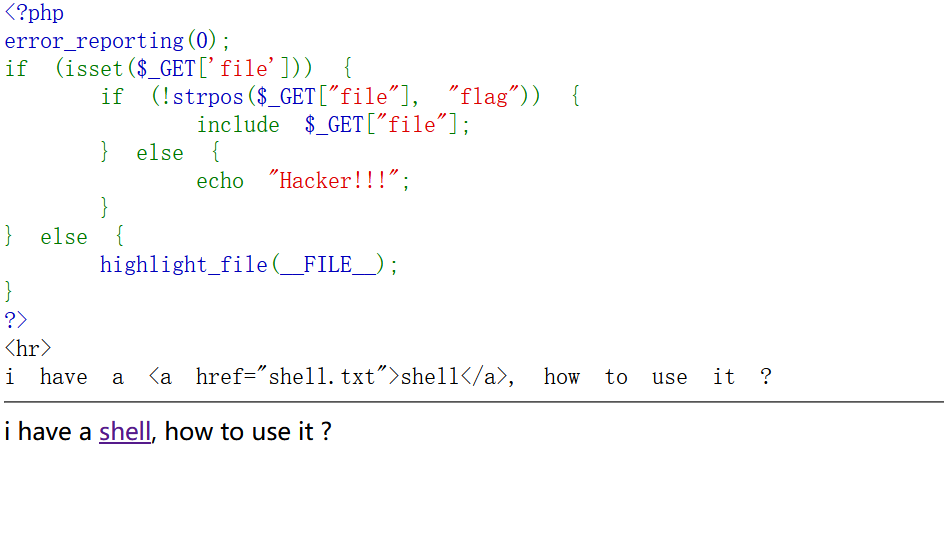 <?php
error_reporting(0);
if (isset($_GET['file'])) {
if (!strpos($_GET["file"], "flag")) {
include $_GET["file"];
} else {
echo "Hacker!!!";
}
} else {
highlight_file(__FILE__);
}
?>
<hr>
i have a <a href="shell.txt">shell</a>, how to use it ?
i have a shell, how to use it ?